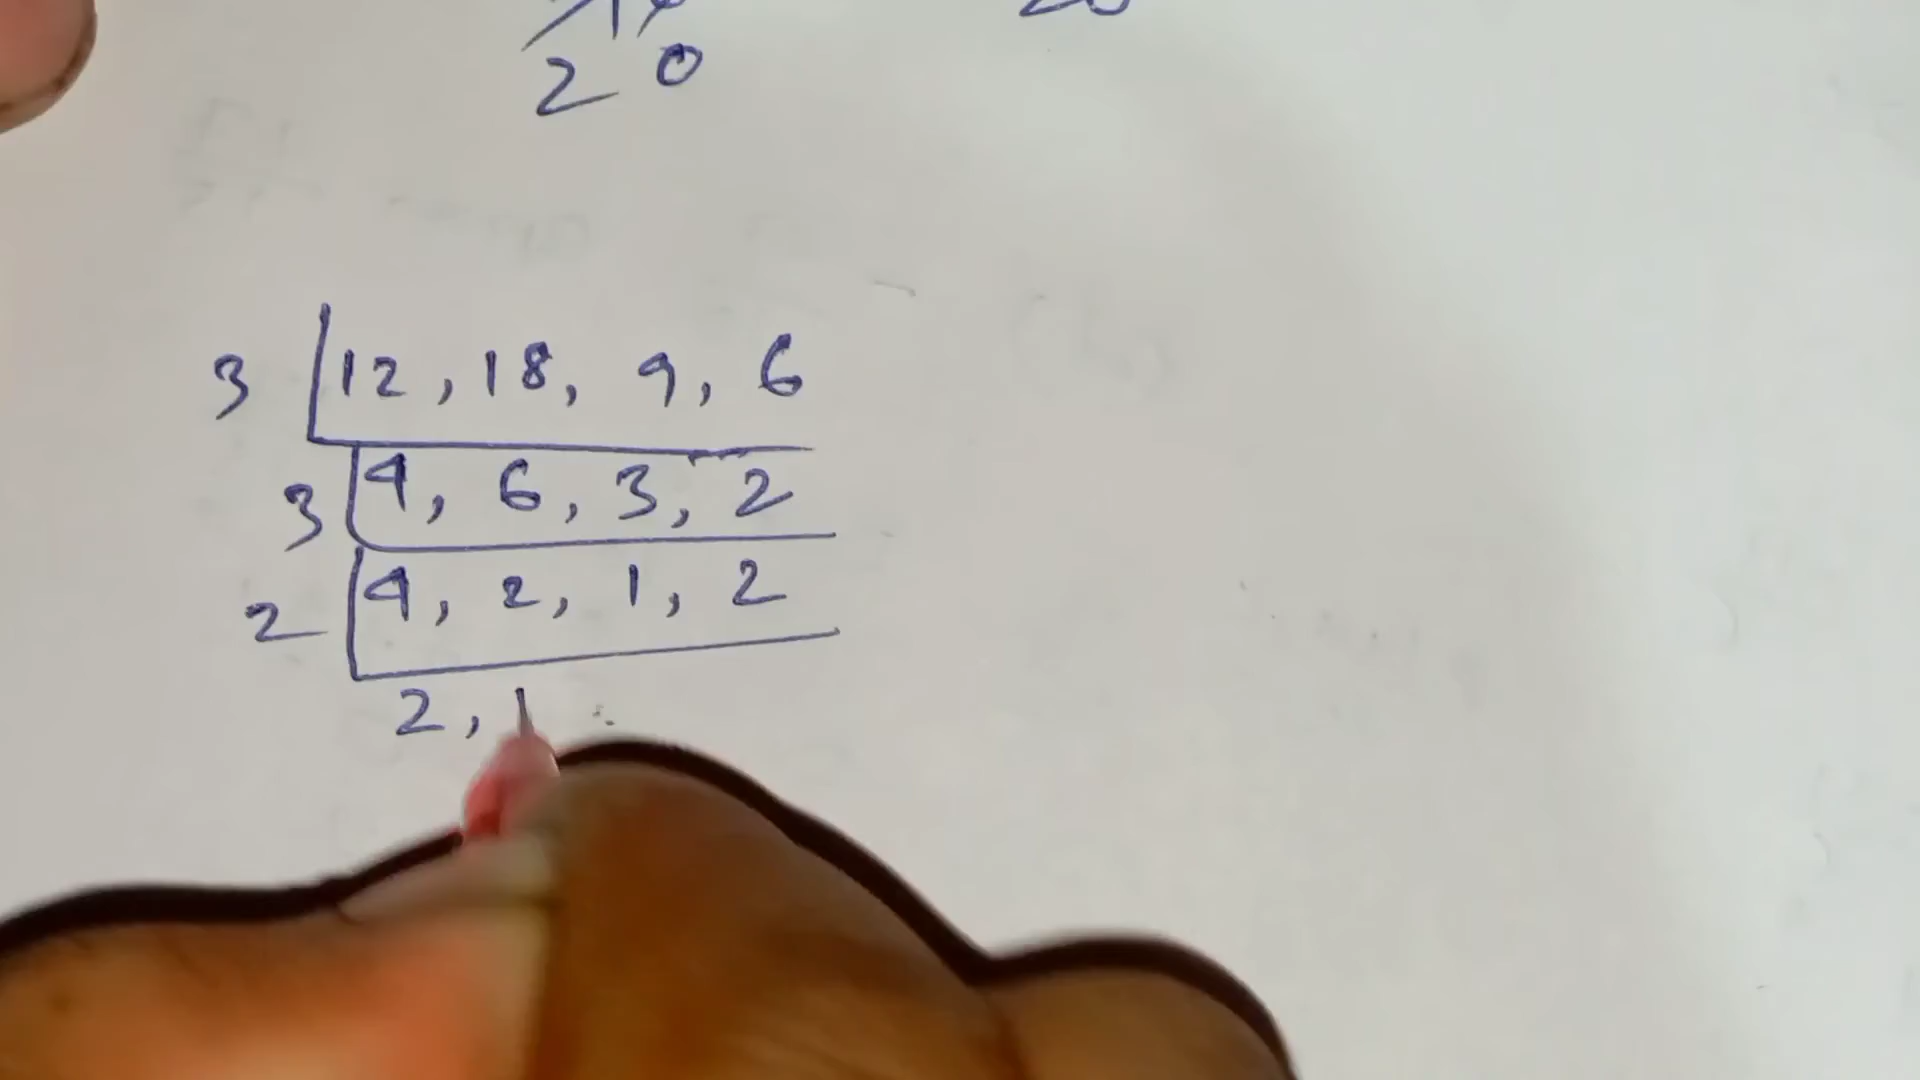 2 0
3 12, 18, 9, 6
3 4, 6, 3, 2
2 4, 2, 1, 2
2, 1